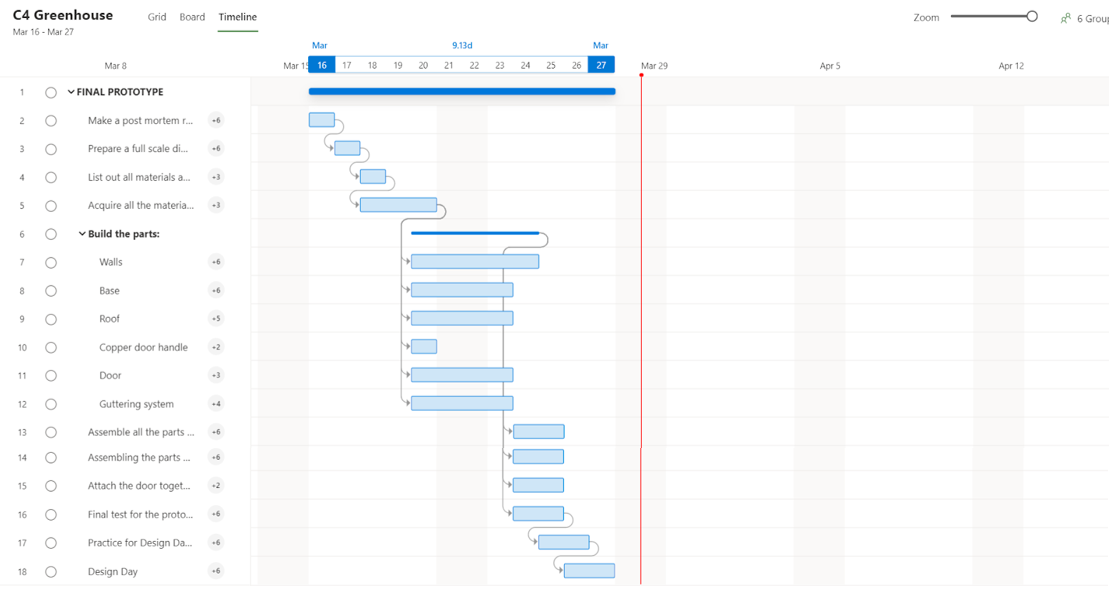 C4 Greenhouse
Grid Board Timeline
Zoom
6 Grou
Mar 16 - Mar 27
Mar 9.13d Mar
Mar 8 Mar 15 16 17 18 19 20 21 22 23 24 25 26 27 Mar 29 Apr 5 Apr 12
1 FINAL PROTOTYPE
2 Make a post mortem r... +6
3 Prepare a full scale di... +6
4 List out all materials a... +3
5 Acquire all the materia... +3
6 Build the parts:
7 Walls +6
8 Base +6
9 Roof +5
10 Copper door handle +2
11 Door +3
12 Guttering system +4
13 Assemble all the parts ... +6
14 Assembling the parts ... +6
15 Attach the door toget... +2
16 Final test for the proto... +6
17 Practice for Design Da... +6
18 Design Day +6